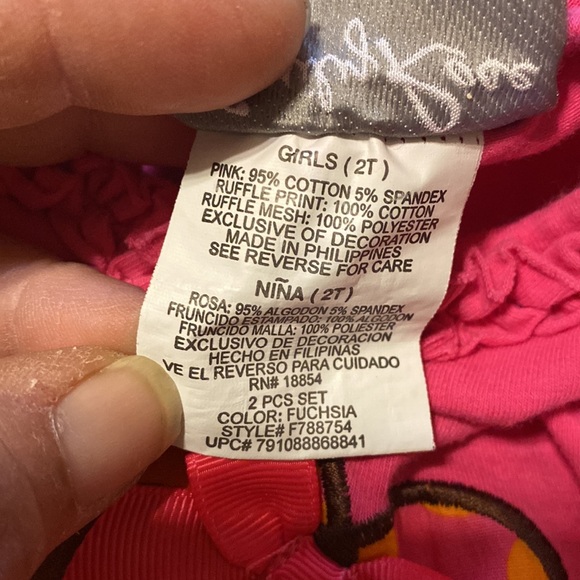 GIRLS (2T)
PINK: 95% COTTON 5% SPANDEX
RUFFLE PRINT: 100% COTTON
RUFFLE MESH: 100% POLYESTER
EXCLUSIVE OF DECORATION
MADE IN PHILIPPINES
SEE REVERSE FOR CARE
NIÑA (2T)
ROSA: 95% ALGODON 5% SPANDEX
FRUNCIDO ESTAMPADO: 100% ALGODON
FRUNCIDO MALLA: 100% POLIESTER
EXCLUSIVO DE DECORACION
HECHO EN FILIPINAS
VE EL REVERSO PARA CUIDADO
RN# 18854
2 PCS SET
COLOR: FUCHSIA
STYLE# F788754
UPC# 791088868841